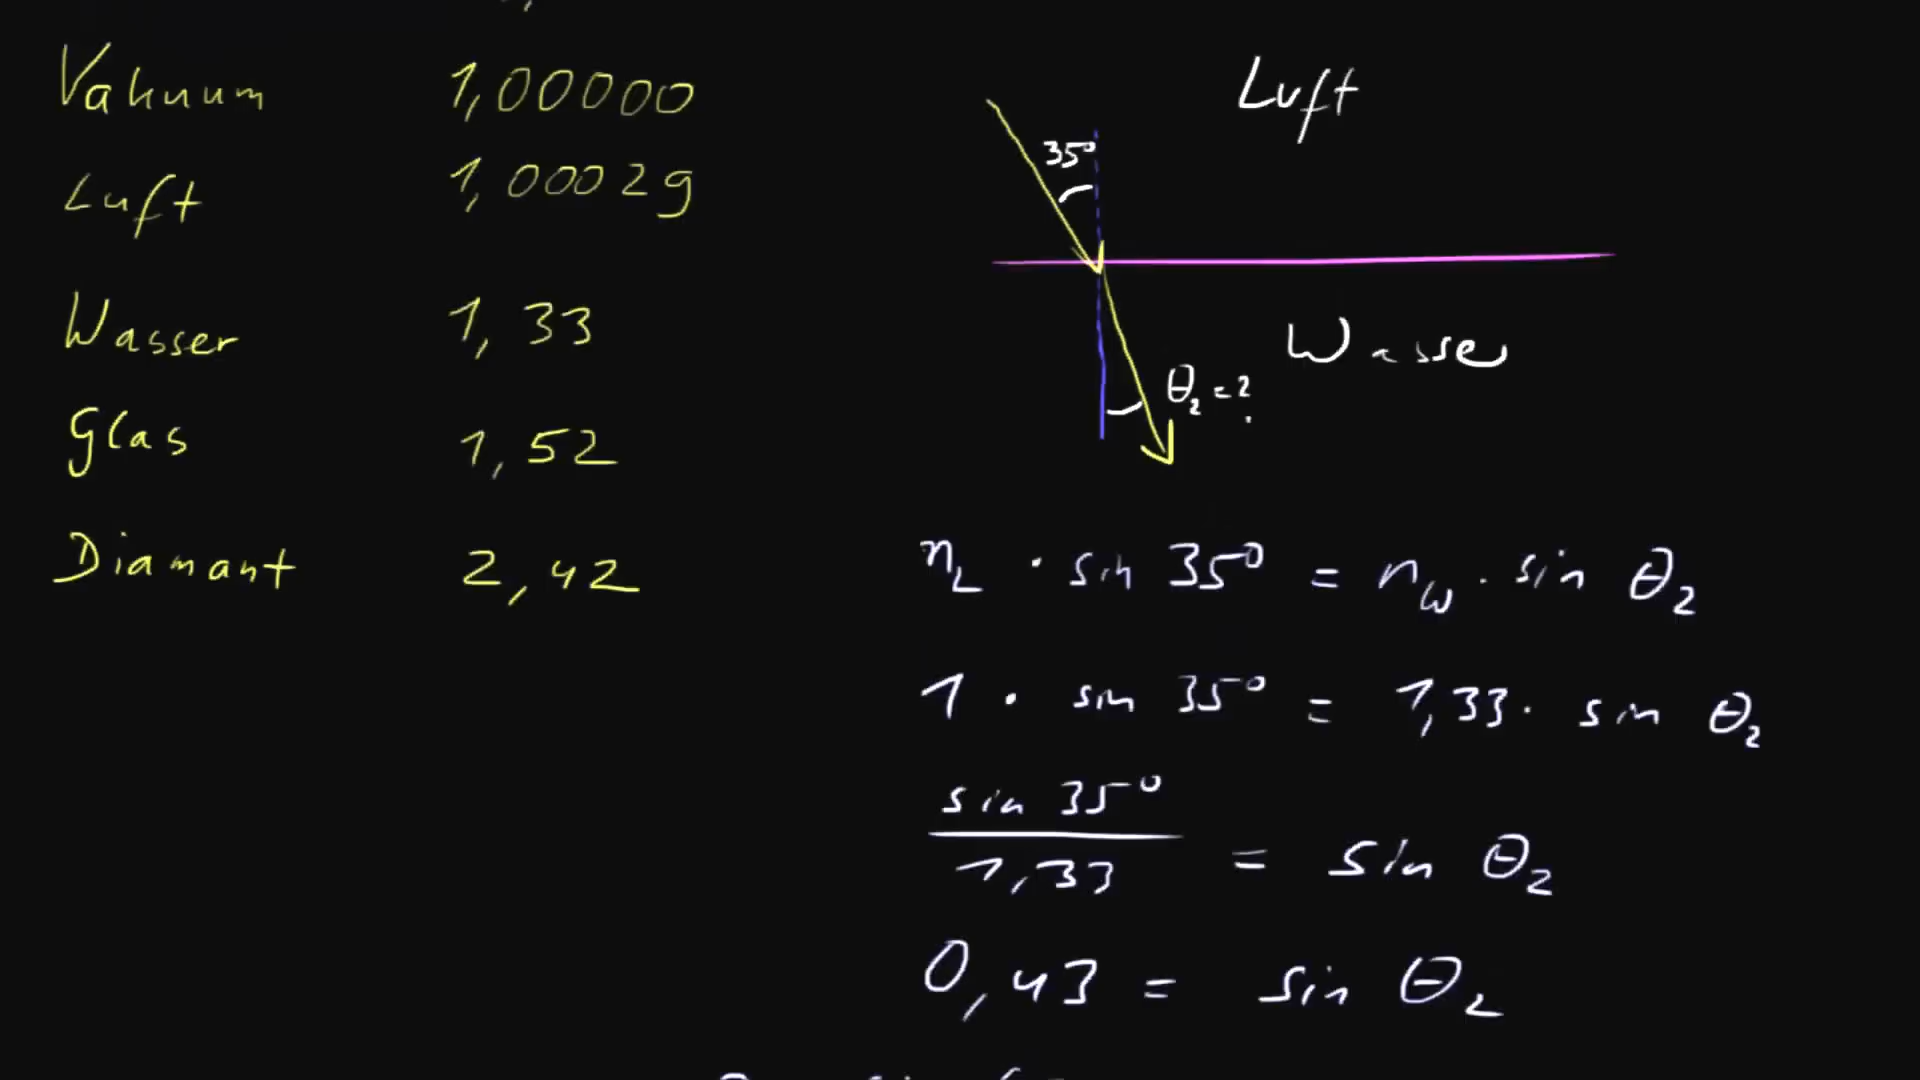 Vakuum 1,00000
Luft 1,00029
Wasser 1,33
Glas 1,52
Diamant 2,42
Luft
35°
Wasser
θ₂ = ?
n_L · sin 35° = n_W · sin θ₂
1 · sin 35° = 1,33 · sin θ₂
sin 35° / 1,33 = sin θ₂
0,43 = sin θ₂